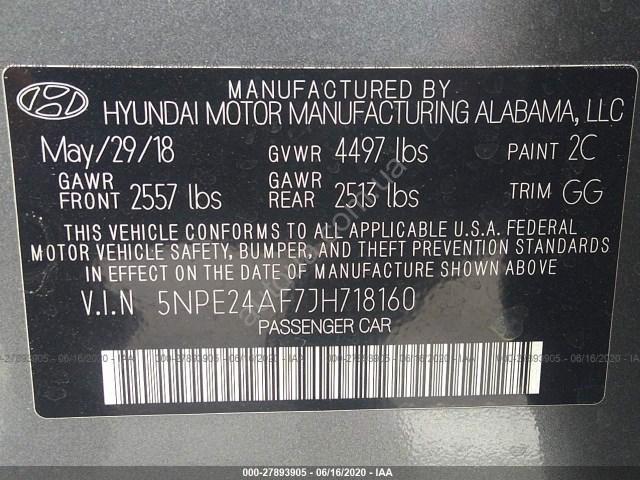 MANUFACTURED BY
HYUNDAI MOTOR MANUFACTURING ALABAMA, LLC
May/29/18 GVWR 4497 lbs PAINT 2C
GAWR FRONT 2557 lbs GAWR REAR 2513 lbs TRIM GG
THIS VEHICLE CONFORMS TO ALL APPLICABLE U.S.A. FEDERAL
MOTOR VEHICLE SAFETY, BUMPER, AND THEFT PREVENTION STANDARDS
IN EFFECT ON THE DATE OF MANUFACTURE SHOWN ABOVE
V.I.N 5NPE24AF7JH718160
PASSENGER CAR
000-27893905 - 06/16/2020 - IAA